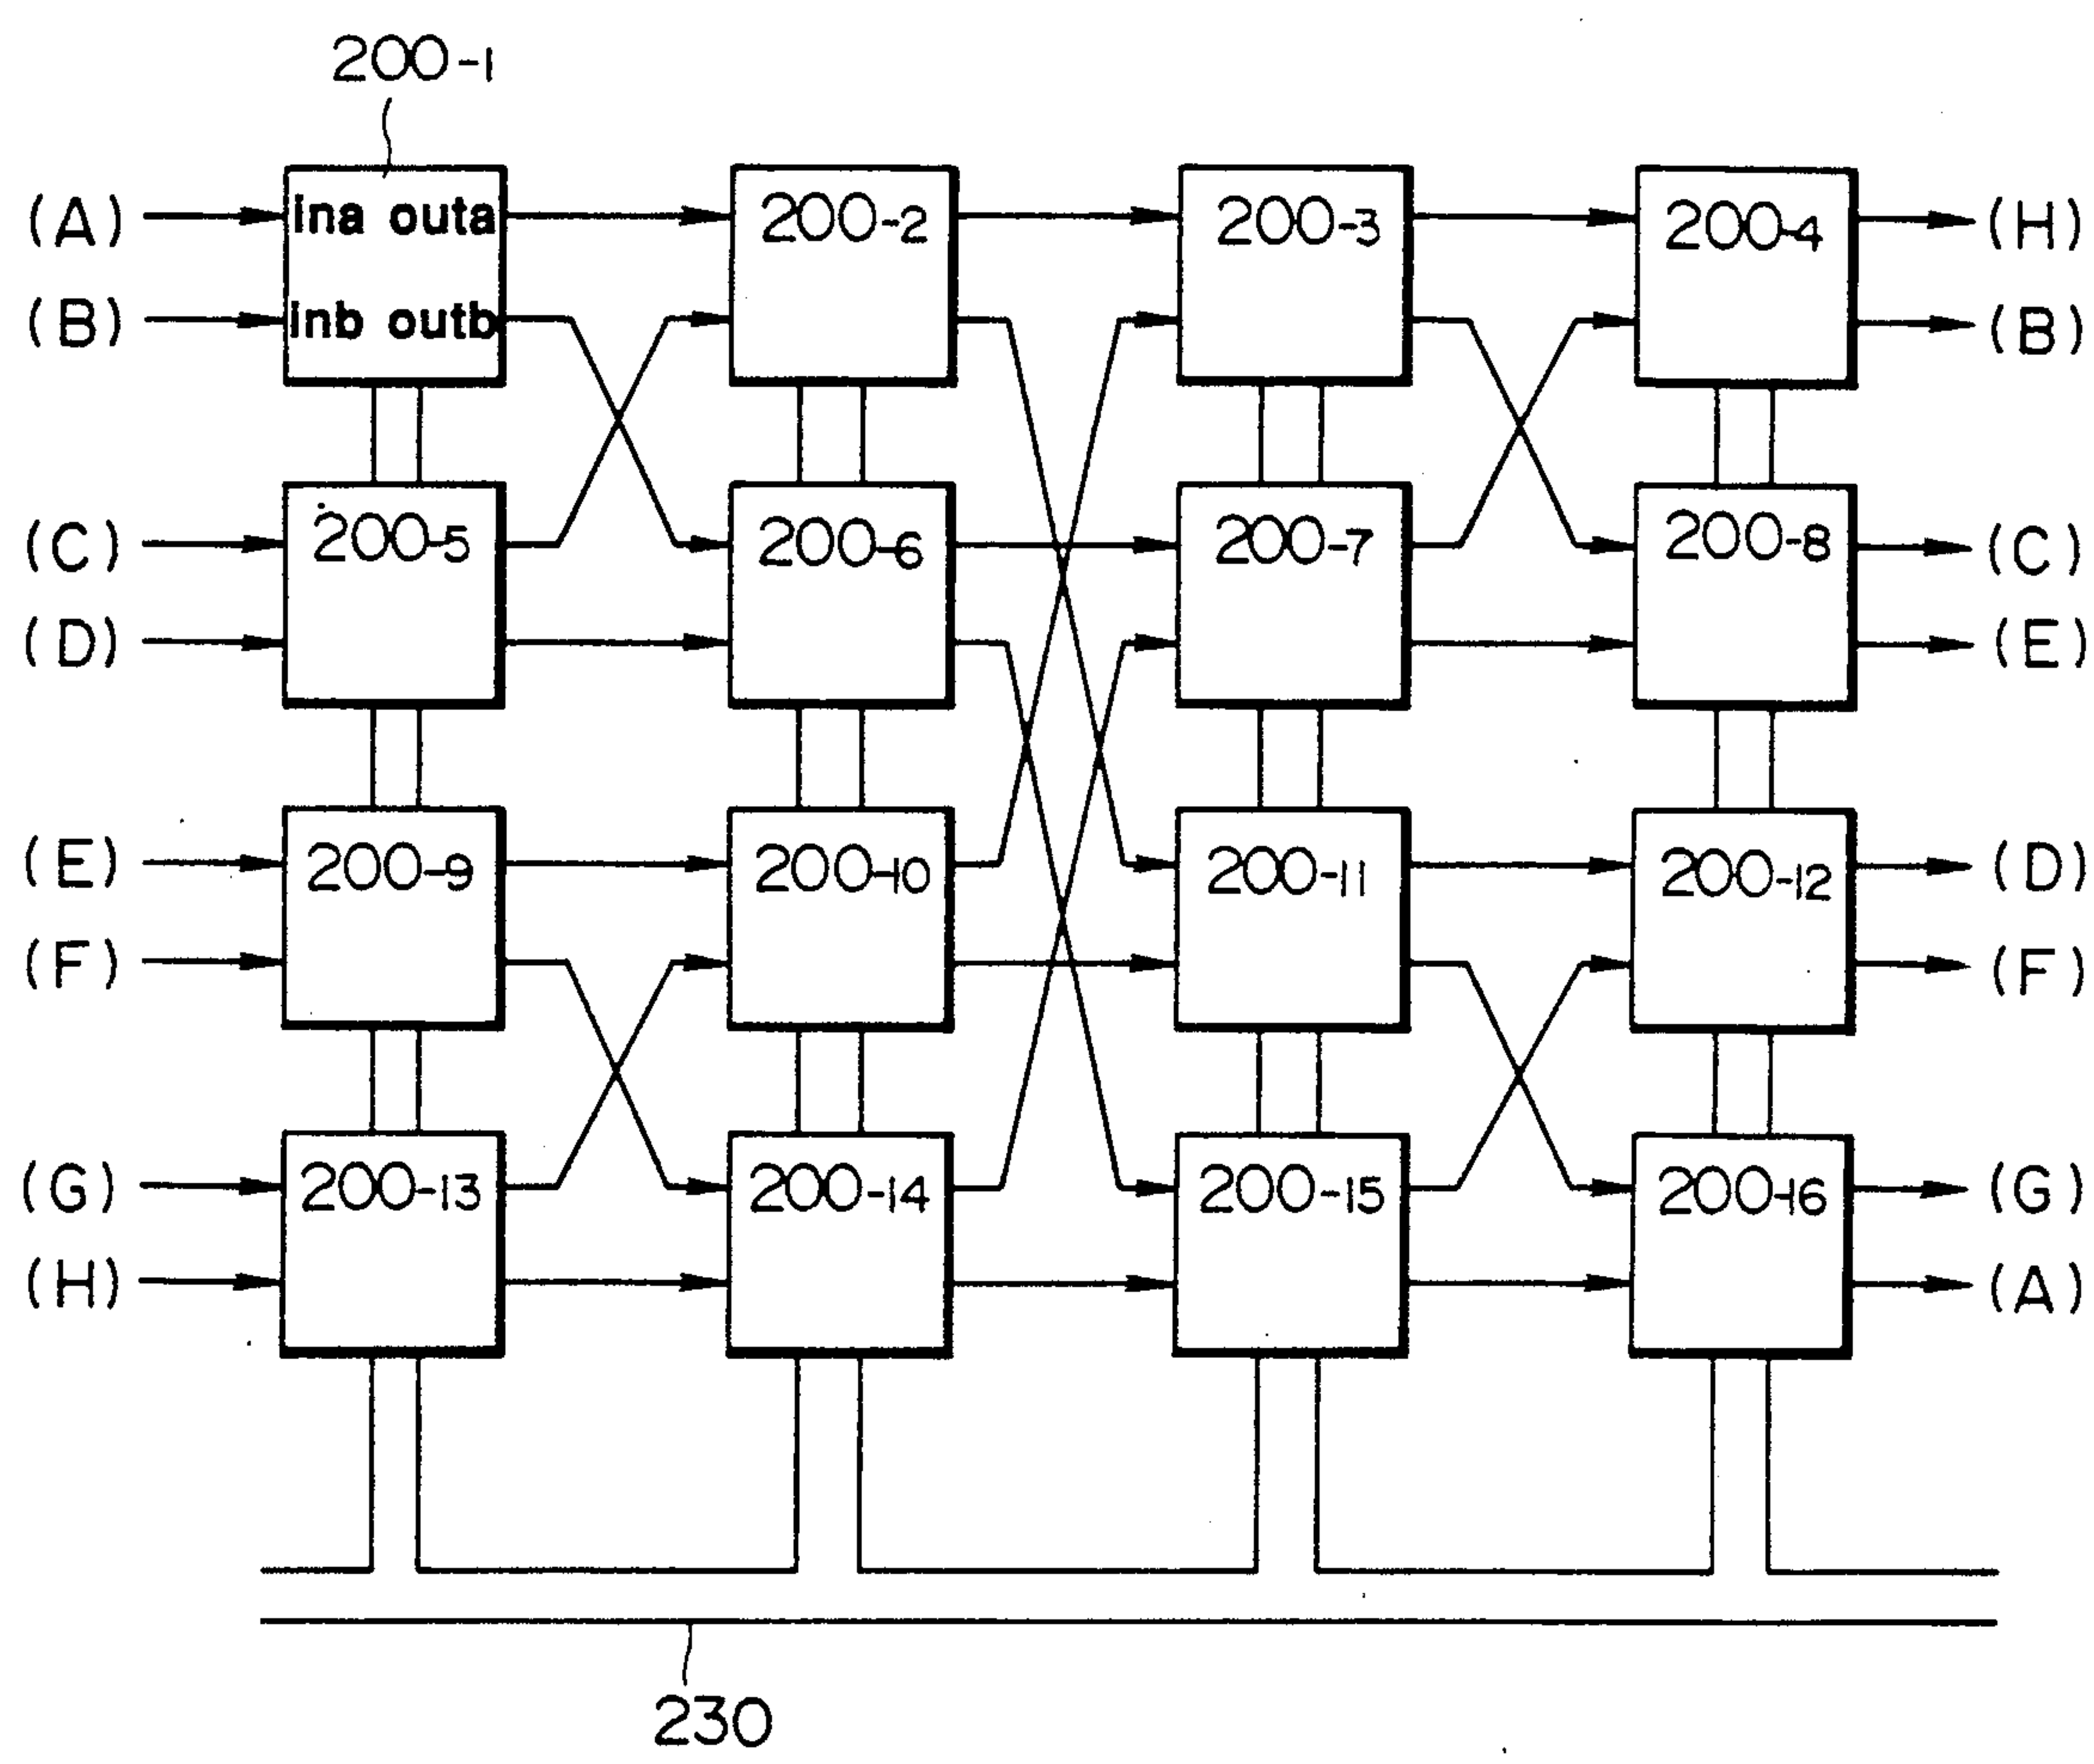 200-1
(A) ina outa 200-2 200-3 200-4 (H)
(B) inb outb (B)
(C) 200-5 200-6 200-7 200-8 (C)
(D) (E)
(E) 200-9 200-10 200-11 200-12 (D)
(F) (F)
(G) 200-13 200-14 200-15 200-16 (G)
(H) (A)
230